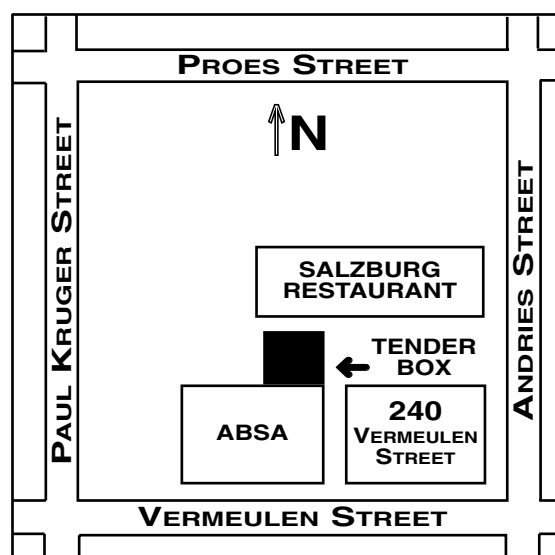 PROES STREET
N
PAUL KRUGER STREET
ANDRIES STREET
SALZBURG
RESTAURANT
TENDER
BOX
ABSA
240
VERMEULEN
STREET
VERMEULEN STREET